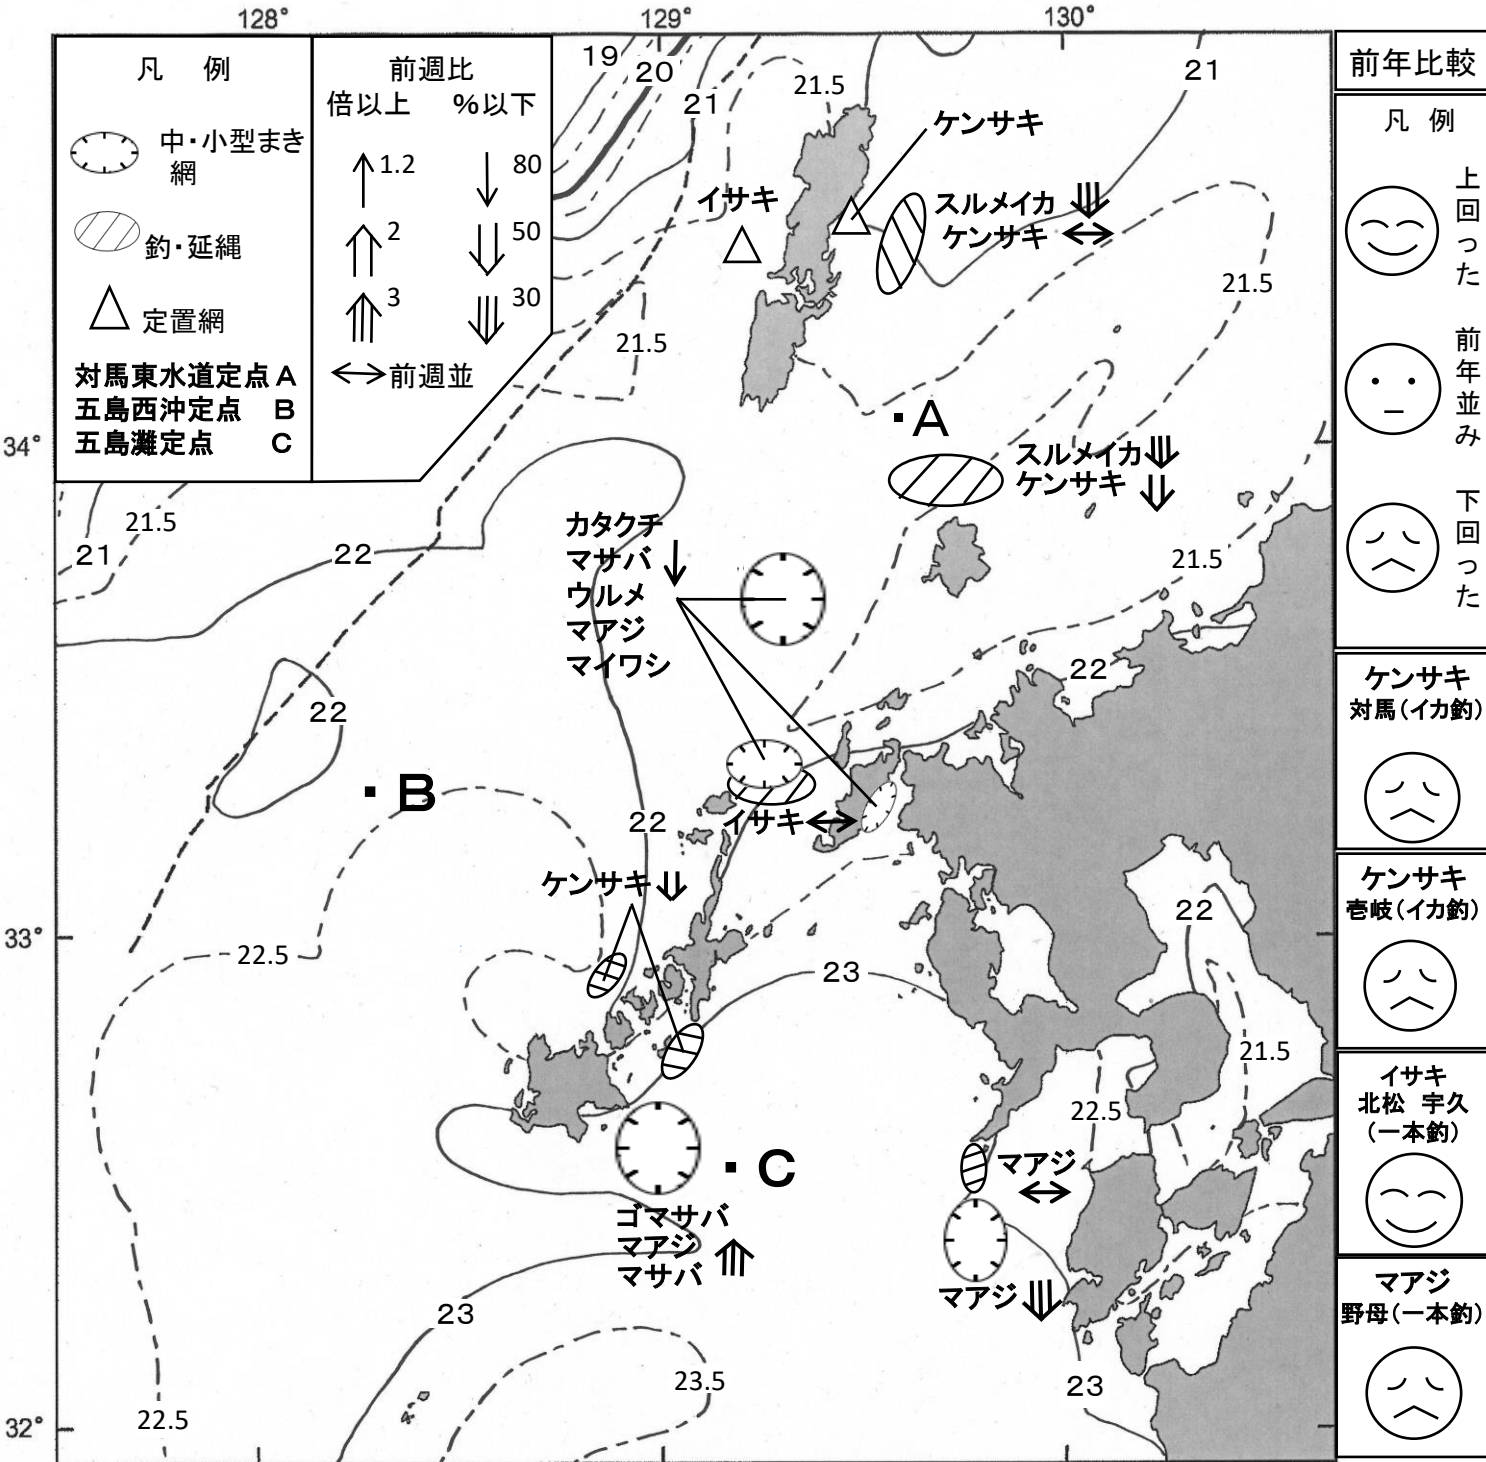 128°
129°
130°
凡 例
中・小型まき
網
釣・延縄
定置網
対馬東水道定点 A
五島西沖定点 B
五島灘定点 C
前週比
倍以上 %以下
1.2 80
2 50
3 30
前週並
19
20
21
21.5
21
ケンサキ
イサキ
スルメイカ
ケンサキ
21.5
21.5
A
34°
スルメイカ
ケンサキ
21.5
21
22
カタクチ
マサバ
ウルメ
マアジ
マイワシ
21.5
22
22
B
22
イサキ
ケンサキ
22
33°
22.5
23
21.5
22.5
C
マアジ
ゴマサバ
マアジ
マサバ
マアジ
23
23.5
23
22.5
32°
前年比較
凡 例
上回った
前年並み
下回った
ケンサキ
対馬(イカ釣)
ケンサキ
壱岐(イカ釣)
イサキ
北松 宇久
(一本釣)
マアジ
野母(一本釣)